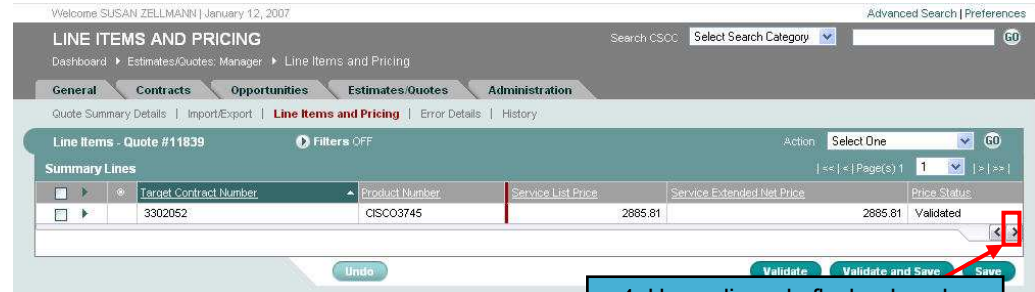 Welcome SUSAN ZELLMANN | January 12, 2007 Advanced Search | Preferences
LINE ITEMS AND PRICING Search CSCC Select Search Category GO
Dashboard Estimates/Quotes: Manager Line Items and Pricing
General Contracts Opportunities Estimates/Quotes Administration
Quote Summary Details | Import/Export | Line Items and Pricing | Error Details | History
Line Items - Quote #11839 Filters OFF Action Select One GO
Summary Lines | << | < | Page(s) 1 1 | > | >> |
Target Contract Number Product Number Service List Price Service Extended Net Price Price Status
3302052 CISCO3745 2885.81 2885.81 Validated
< >
Undo Validate Validate and Save Save